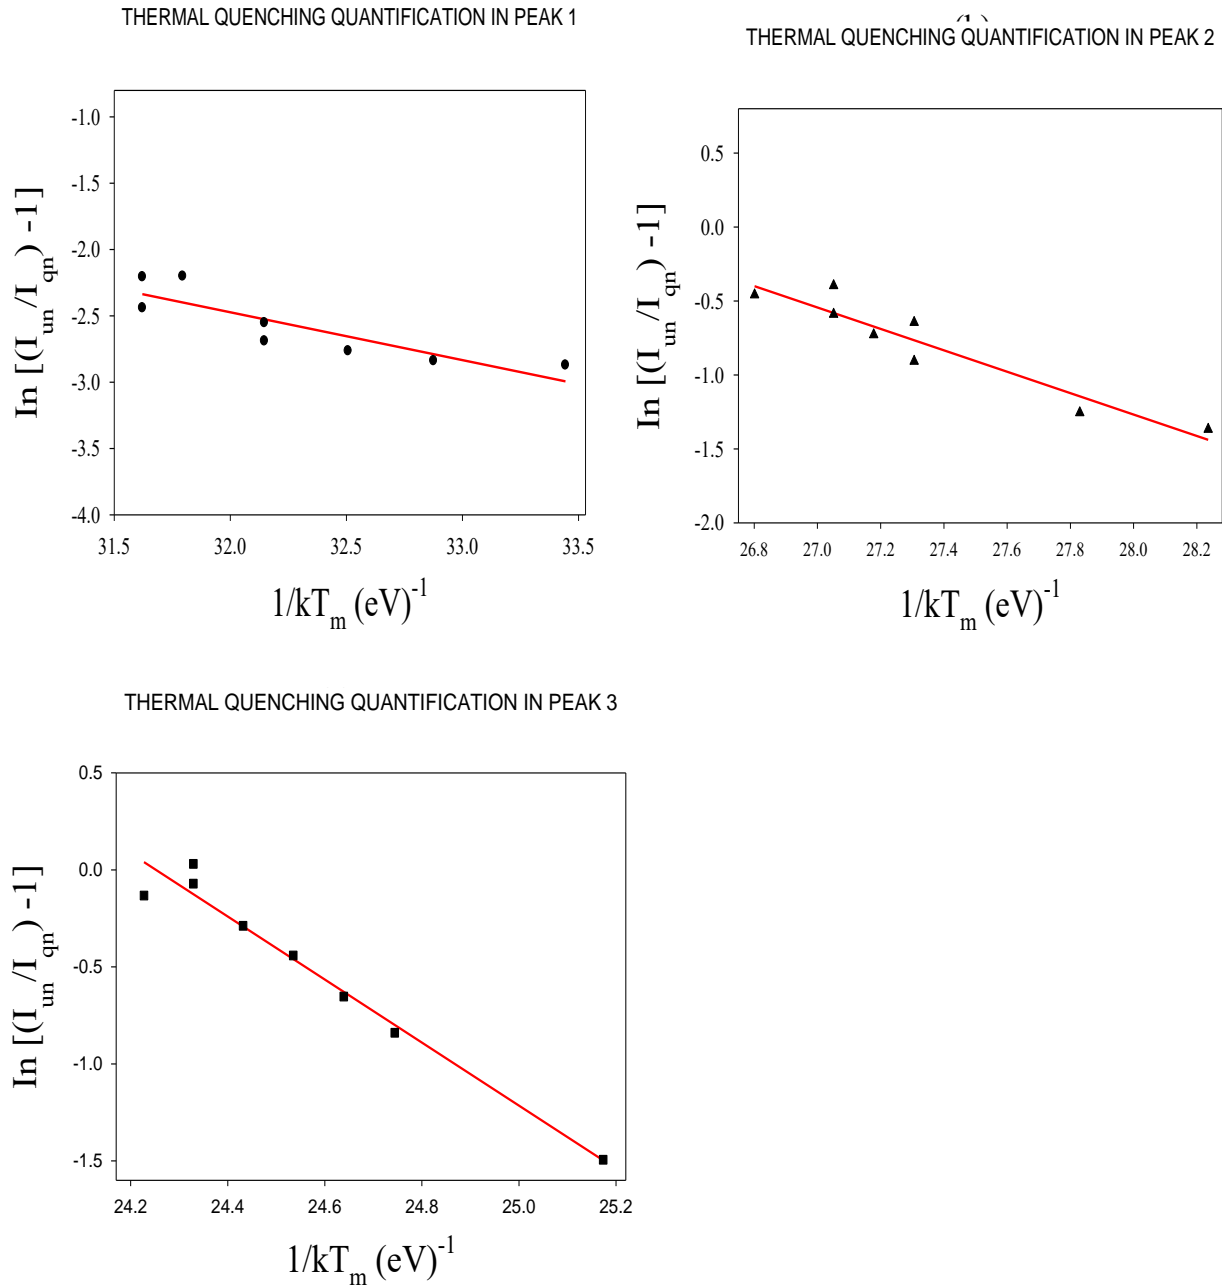 THERMAL QUENCHING QUANTIFICATION IN PEAK 1
-1.0
-1.5
-2.0
-2.5
-3.0
-3.5
-4.0
In [(I_un/I_qn) -1]
31.5 32.0 32.5 33.0 33.5
1/kT_m (eV)^-1
THERMAL QUENCHING QUANTIFICATION IN PEAK 2
0.5
0.0
-0.5
-1.0
-1.5
-2.0
In [(I_un/I_qn) -1]
26.8 27.0 27.2 27.4 27.6 27.8 28.0 28.2
1/kT_m (eV)^-1
THERMAL QUENCHING QUANTIFICATION IN PEAK 3
0.5
0.0
-0.5
-1.0
-1.5
In [(I_un/I_qn) -1]
24.2 24.4 24.6 24.8 25.0 25.2
1/kT_m (eV)^-1